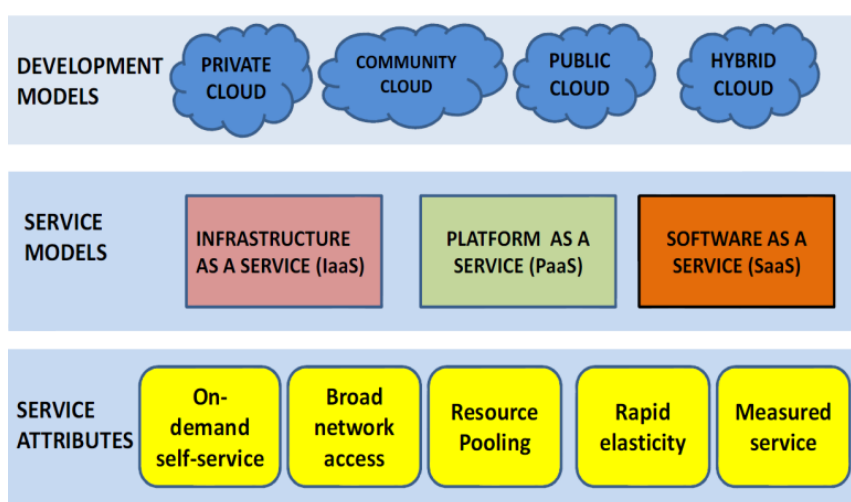 DEVELOPMENT
MODELS
PRIVATE
CLOUD
COMMUNITY
CLOUD
PUBLIC
CLOUD
HYBRID
CLOUD
SERVICE
MODELS
INFRASTRUCTURE
AS A SERVICE (IaaS)
PLATFORM AS A
SERVICE (PaaS)
SOFTWARE AS A
SERVICE (SaaS)
SERVICE
ATTRIBUTES
On-
demand
self-service
Broad
network
access
Resource
Pooling
Rapid
elasticity
Measured
service